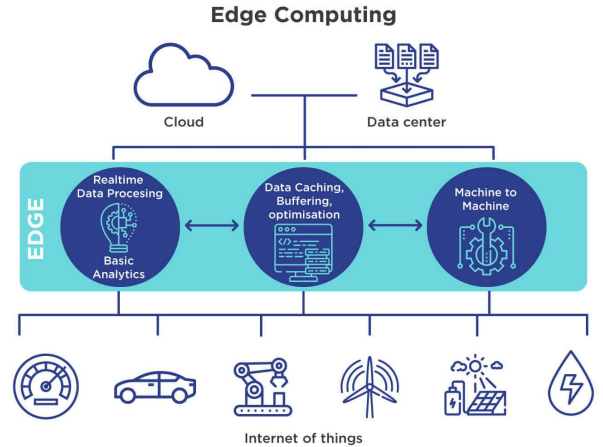 Edge Computing
Cloud
Data center
EDGE
Realtime
Data Procesing
Basic
Analytics
Data Caching,
Buffering,
optimisation
</>
Machine to
Machine
Internet of things